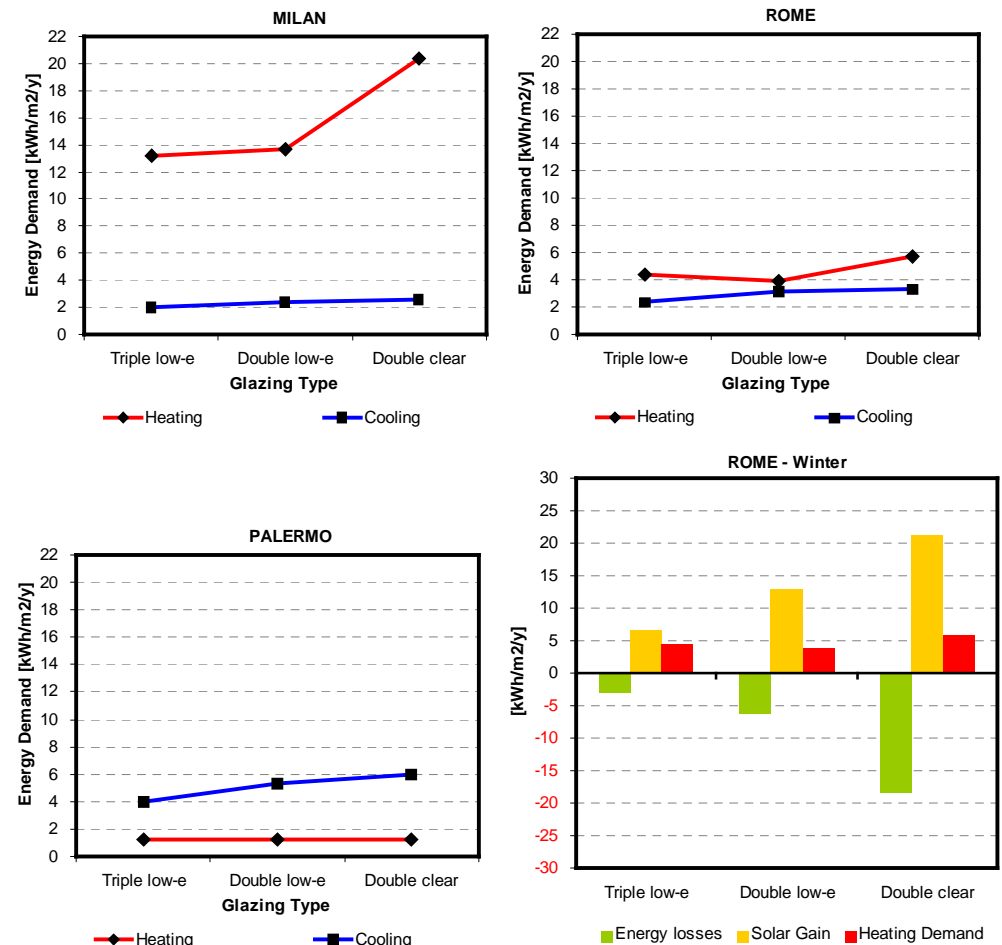 MILAN
Energy Demand [kWh/m2/y]
22
20
18
16
14
12
10
8
6
4
2
0
Triple low-e Double low-e Double clear
Glazing Type
Heating Cooling
ROME
Energy Demand [kWh/m2/y]
22
20
18
16
14
12
10
8
6
4
2
0
Triple low-e Double low-e Double clear
Glazing Type
Heating Cooling
PALERMO
Energy Demand [kWh/m2/y]
22
20
18
16
14
12
10
8
6
4
2
0
Triple low-e Double low-e Double clear
Glazing Type
Heating Cooling
ROME - Winter
[kWh/m2/y]
30
25
20
15
10
5
0
-5
-10
-15
-20
-25
-30
Triple low-e Double low-e Double clear
Energy losses Solar Gain Heating Demand